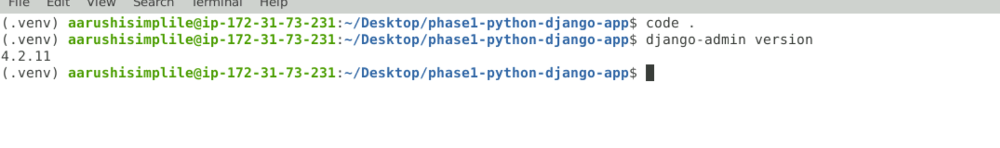 File Edit View Search Terminal Help
(.venv) aarushisimplile@ip-172-31-73-231:~/Desktop/phase1-python-django-app$ code .
(.venv) aarushisimplile@ip-172-31-73-231:~/Desktop/phase1-python-django-app$ django-admin version
4.2.11
(.venv) aarushisimplile@ip-172-31-73-231:~/Desktop/phase1-python-django-app$